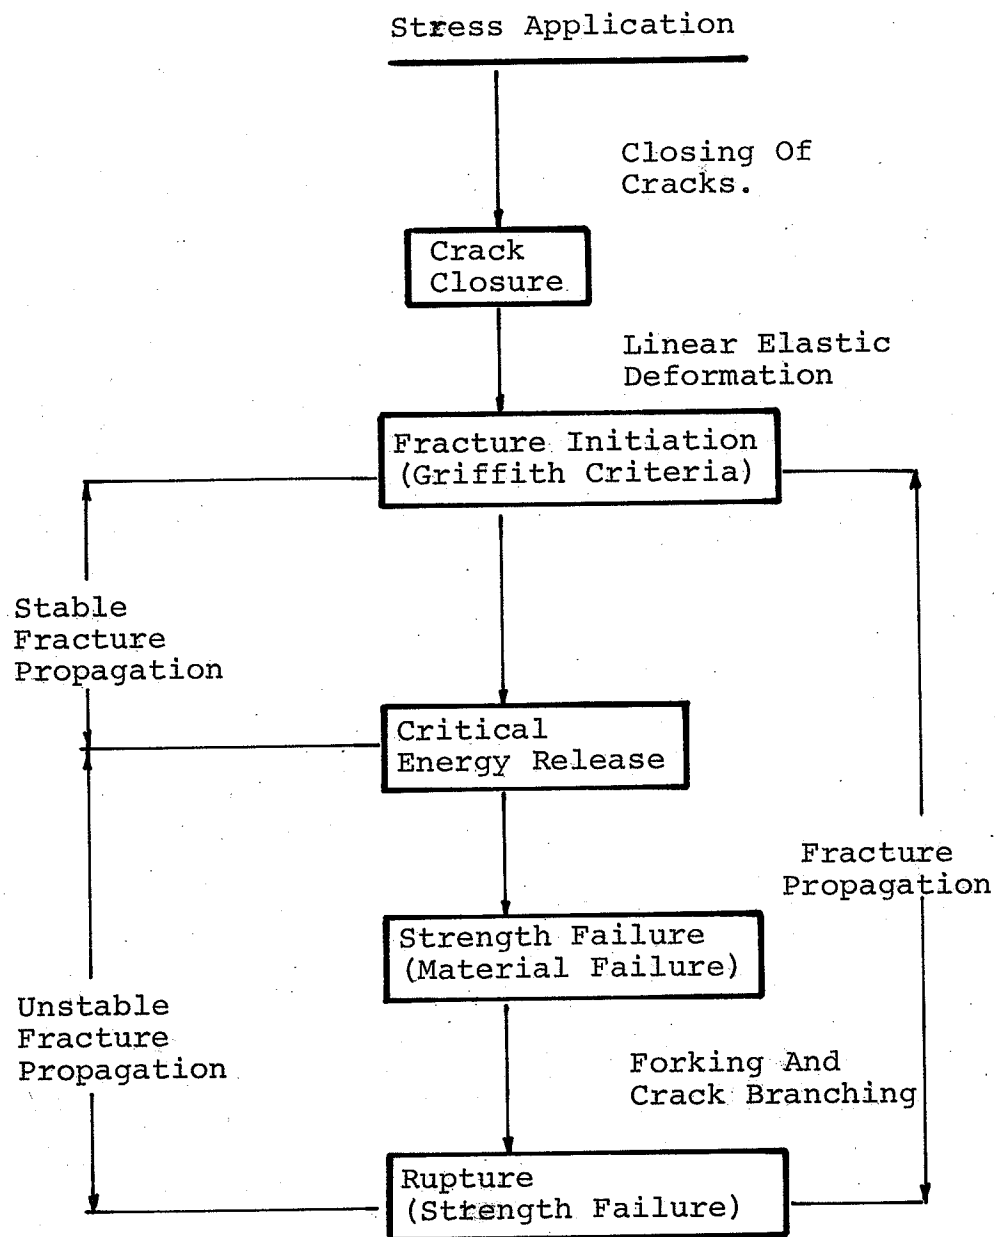 Stress Application
Closing Of
Cracks.
Crack
Closure
Linear Elastic
Deformation
Fracture Initiation
(Griffith Criteria)
Stable
Fracture
Propagation
Critical
Energy Release
Fracture
Propagation
Strength Failure
(Material Failure)
Unstable
Fracture
Propagation
Forking And
Crack Branching
Rupture
(Strength Failure)